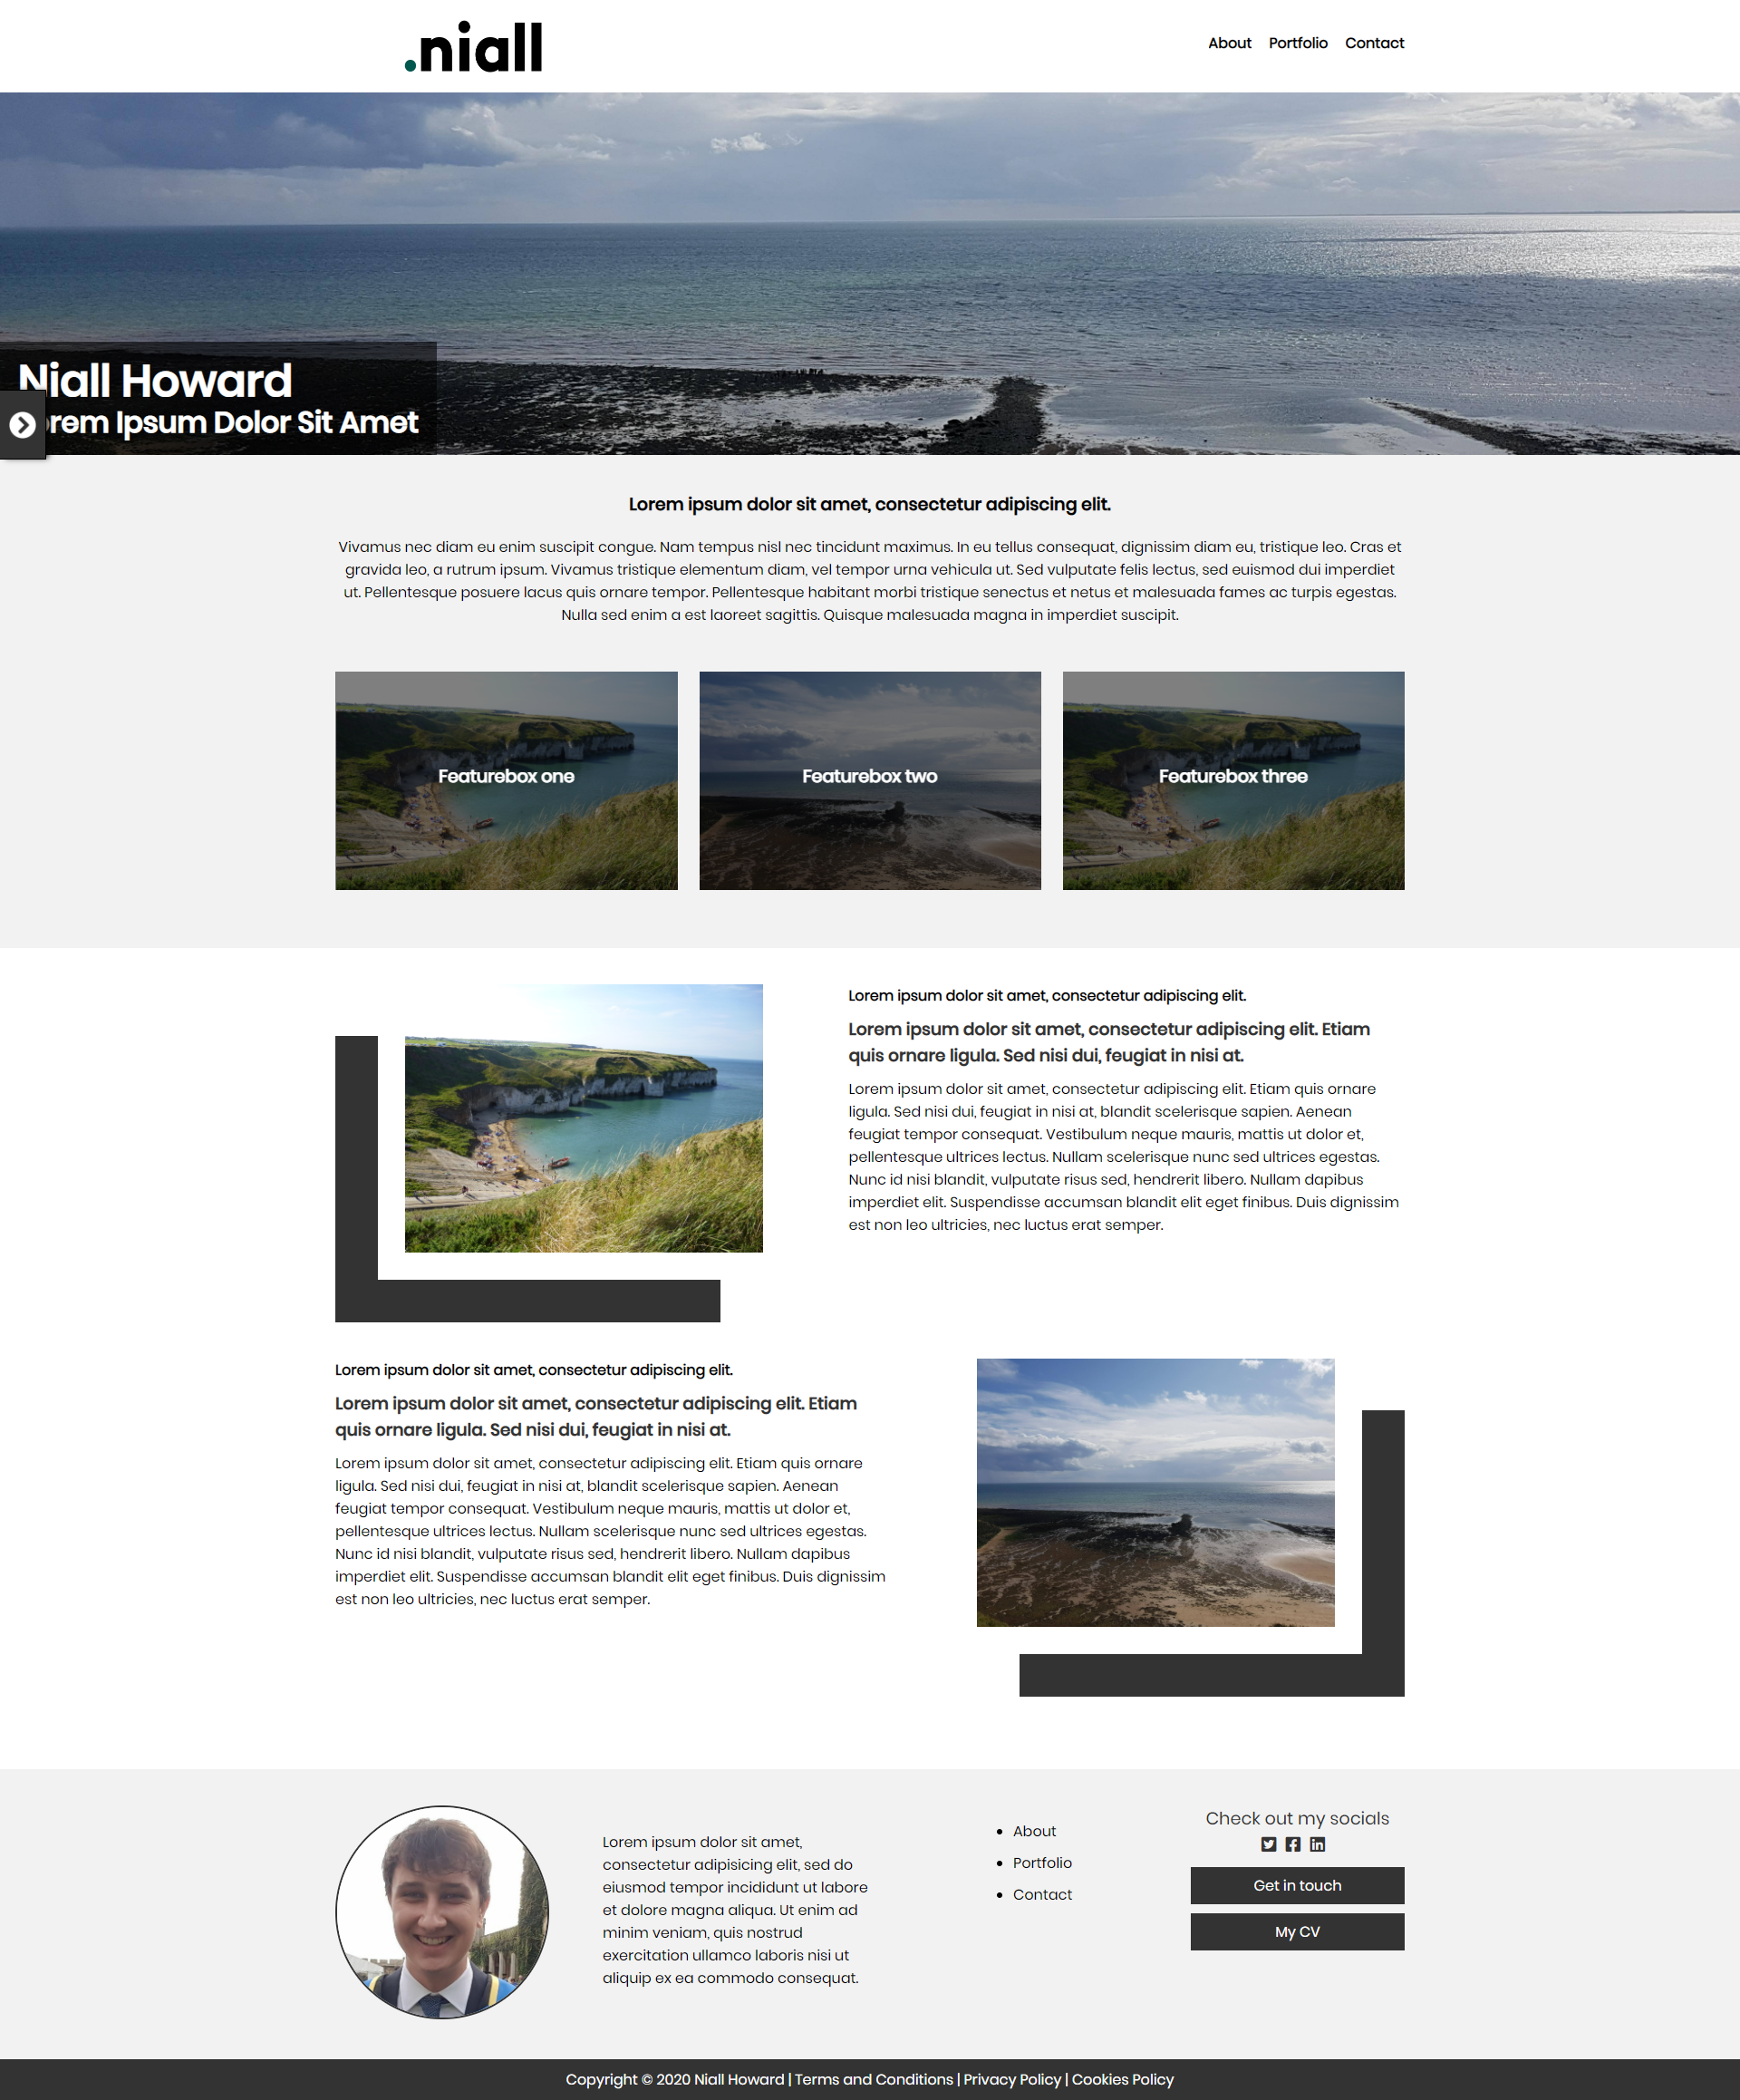 .niall
About Portfolio Contact
Niall Howard
orem Ipsum Dolor Sit Amet
Lorem ipsum dolor sit amet, consectetur adipiscing elit.
Vivamus nec diam eu enim suscipit congue. Nam tempus nisl nec tincidunt maximus. In eu tellus consequat, dignissim diam eu, tristique leo. Cras et
gravida leo, a rutrum ipsum. Vivamus tristique elementum diam, vel tempor urna vehicula ut. Sed vulputate felis lectus, sed euismod dui imperdiet
ut. Pellentesque posuere lacus quis ornare tempor. Pellentesque habitant morbi tristique senectus et netus et malesuada fames ac turpis egestas.
Nulla sed enim a est laoreet sagittis. Quisque malesuada magna in imperdiet suscipit.
Featurebox one
Featurebox two
Featurebox three
Lorem ipsum dolor sit amet, consectetur adipiscing elit.
Lorem ipsum dolor sit amet, consectetur adipiscing elit. Etiam
quis ornare ligula. Sed nisi dui, feugiat in nisi at.
Lorem ipsum dolor sit amet, consectetur adipiscing elit. Etiam quis ornare
ligula. Sed nisi dui, feugiat in nisi at, blandit scelerisque sapien. Aenean
feugiat tempor consequat. Vestibulum neque mauris, mattis ut dolor et,
pellentesque ultrices lectus. Nullam scelerisque nunc sed ultrices egestas.
Nunc id nisi blandit, vulputate risus sed, hendrerit libero. Nullam dapibus
imperdiet elit. Suspendisse accumsan blandit elit eget finibus. Duis dignissim
est non leo ultricies, nec luctus erat semper.
Lorem ipsum dolor sit amet, consectetur adipiscing elit.
Lorem ipsum dolor sit amet, consectetur adipiscing elit. Etiam
quis ornare ligula. Sed nisi dui, feugiat in nisi at.
Lorem ipsum dolor sit amet, consectetur adipiscing elit. Etiam quis ornare
ligula. Sed nisi dui, feugiat in nisi at, blandit scelerisque sapien. Aenean
feugiat tempor consequat. Vestibulum neque mauris, mattis ut dolor et,
pellentesque ultrices lectus. Nullam scelerisque nunc sed ultrices egestas.
Nunc id nisi blandit, vulputate risus sed, hendrerit libero. Nullam dapibus
imperdiet elit. Suspendisse accumsan blandit elit eget finibus. Duis dignissim
est non leo ultricies, nec luctus erat semper.
Lorem ipsum dolor sit amet,
consectetur adipisicing elit, sed do
eiusmod tempor incididunt ut labore
et dolore magna aliqua. Ut enim ad
minim veniam, quis nostrud
exercitation ullamco laboris nisi ut
aliquip ex ea commodo consequat.
About
Portfolio
Contact
Check out my socials
Get in touch
My CV
Copyright © 2020 Niall Howard | Terms and Conditions | Privacy Policy | Cookies Policy